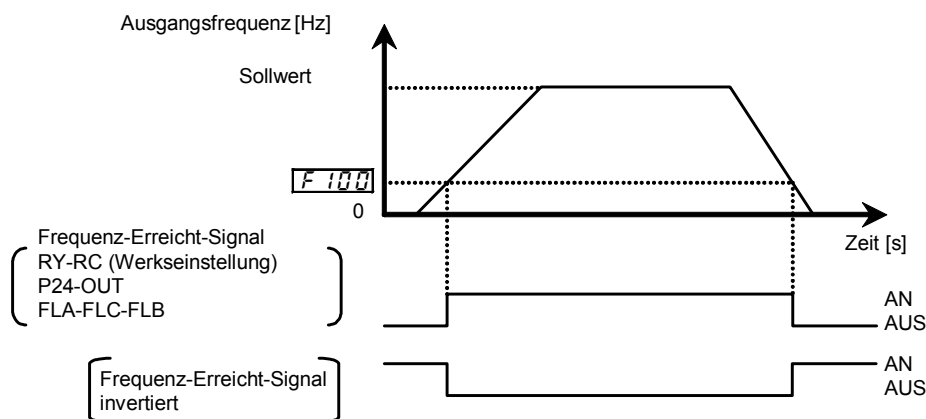 Ausgangsfrequenz [Hz]
Sollwert
F 100
0
Zeit [s]
Frequenz-Erreicht-Signal
RY-RC (Werkseinstellung)
P24-OUT
FLA-FLC-FLB
AN
AUS
Frequenz-Erreicht-Signal
invertiert
AN
AUS